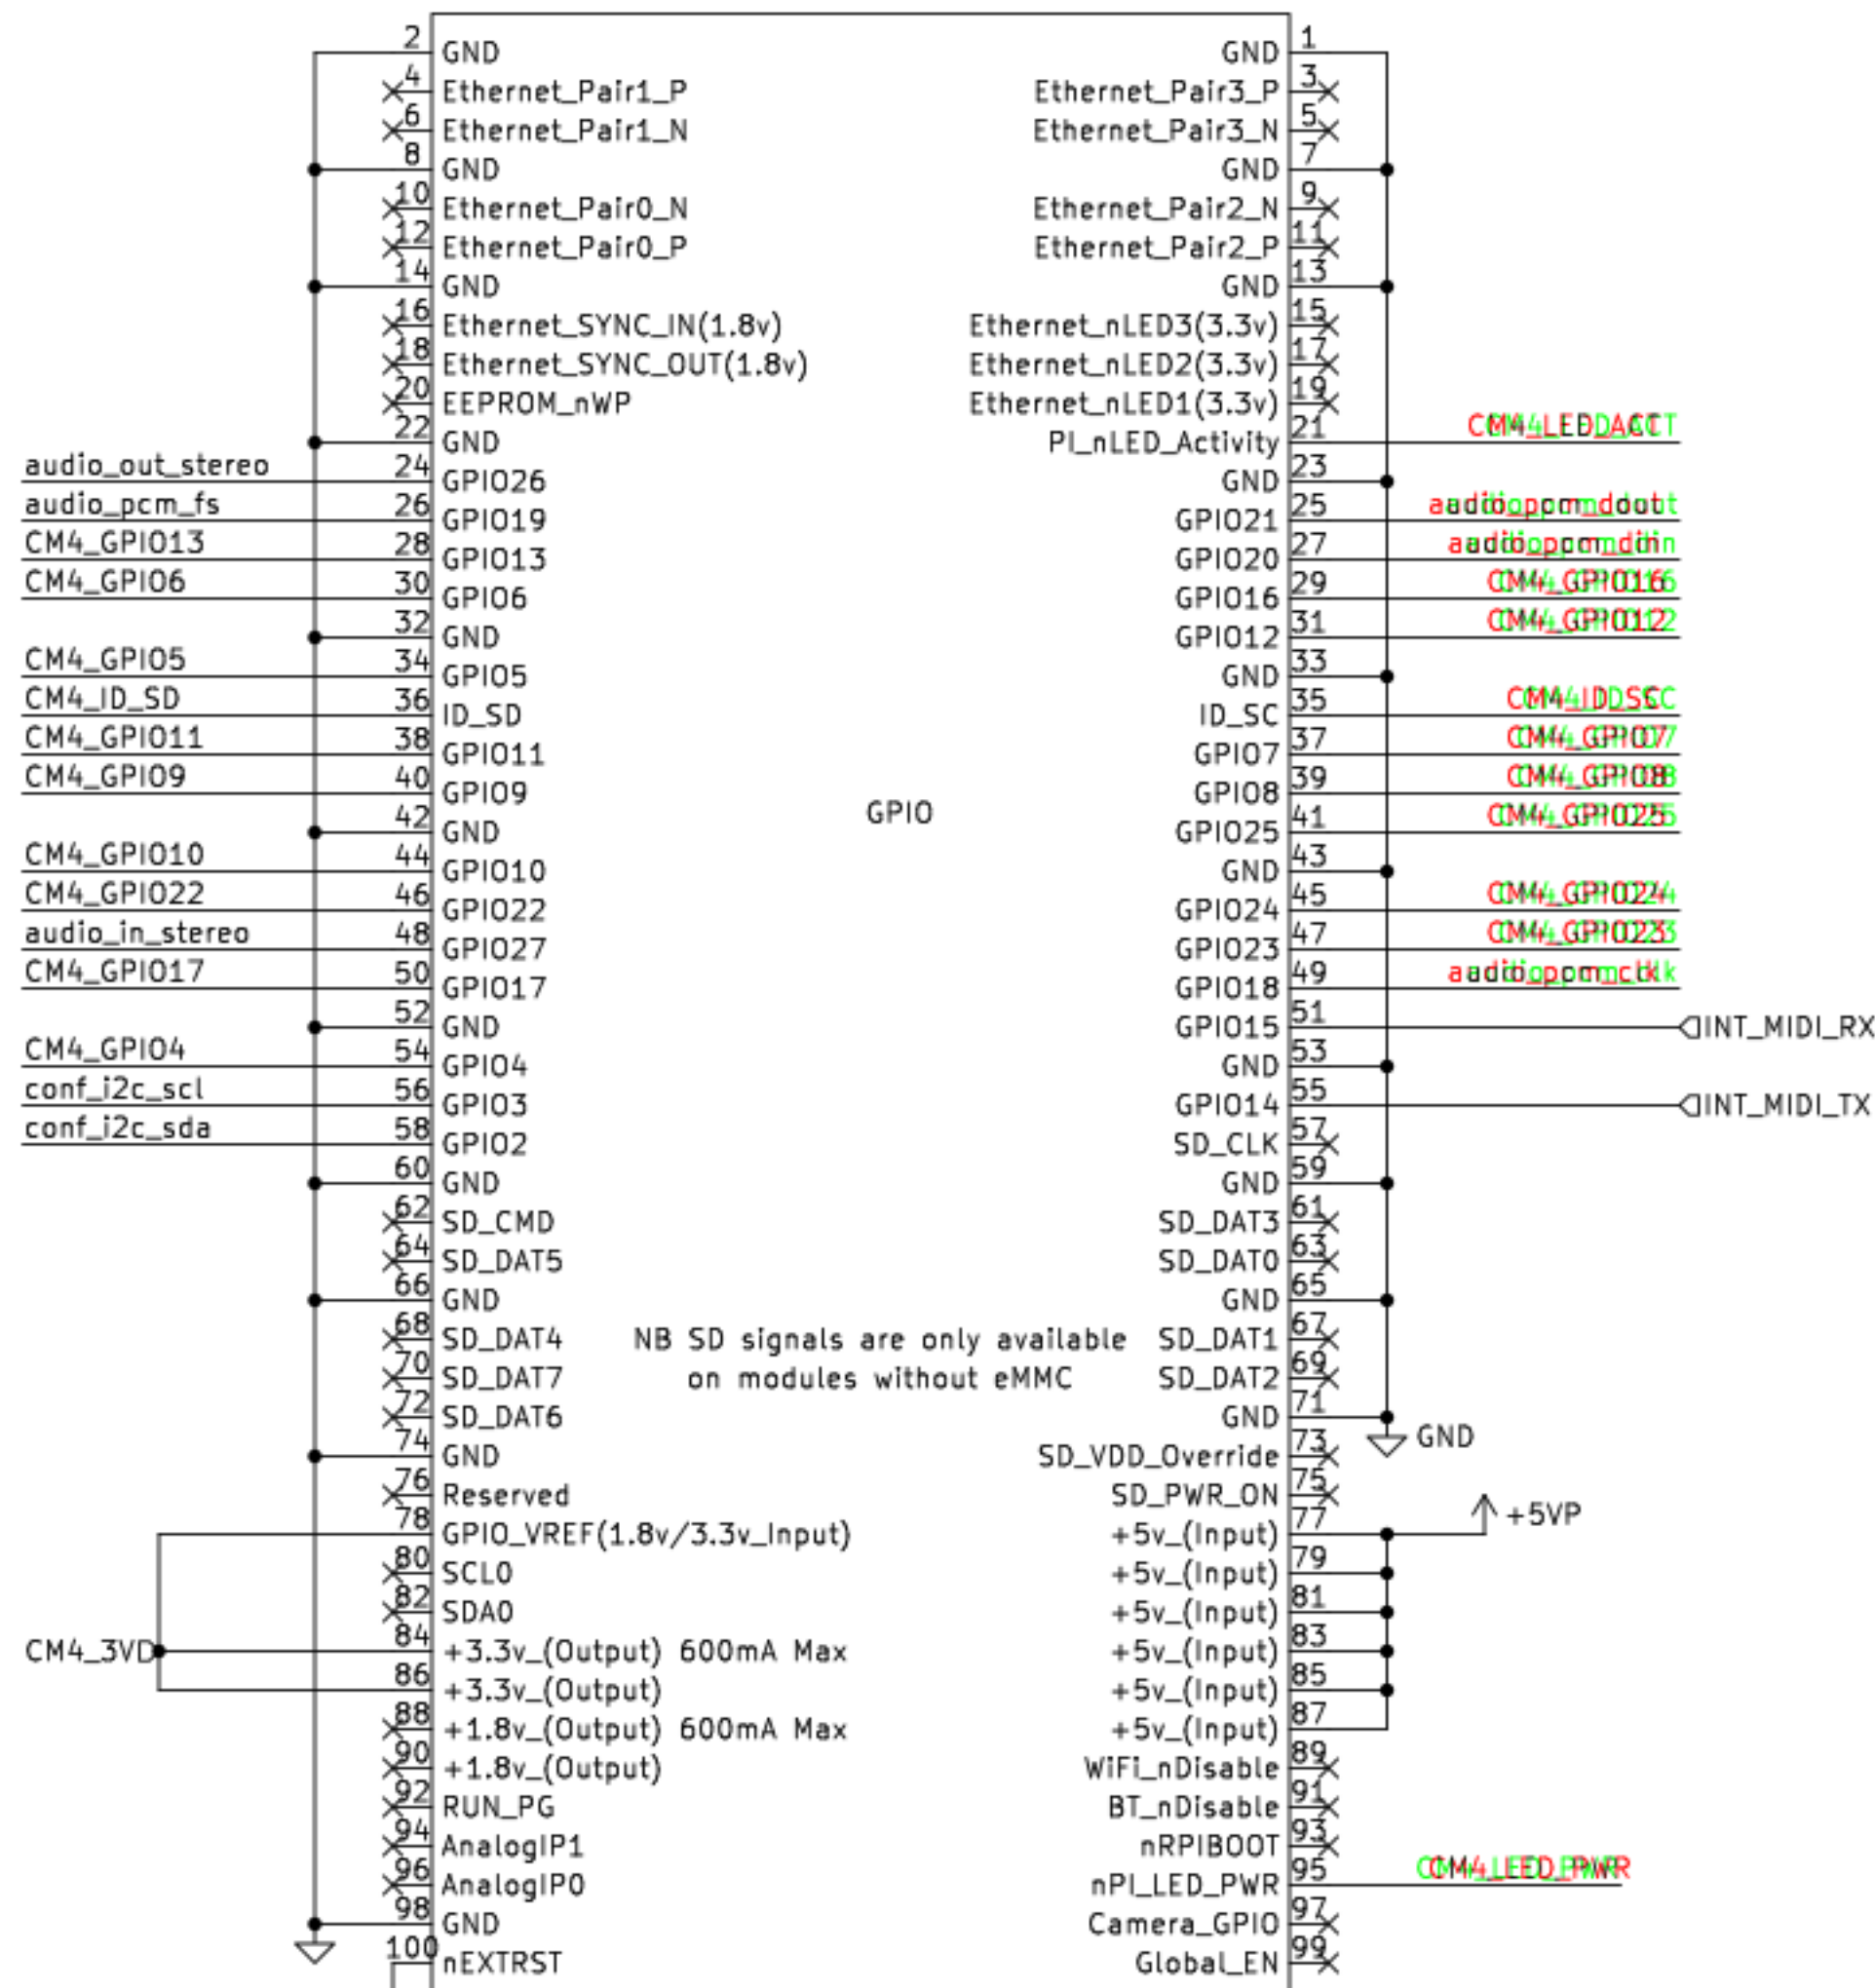 2 GND GND 1
4 Ethernet_Pair1_P Ethernet_Pair3_P 3
6 Ethernet_Pair1_N Ethernet_Pair3_N 5
8 GND GND 7
10 Ethernet_Pair0_N Ethernet_Pair2_N 9
12 Ethernet_Pair0_P Ethernet_Pair2_P 11
14 GND GND 13
16 Ethernet_SYNC_IN(1.8v) Ethernet_nLED3(3.3v) 15
18 Ethernet_SYNC_OUT(1.8v) Ethernet_nLED2(3.3v) 17
20 EEPROM_nWP Ethernet_nLED1(3.3v) 19
22 GND PI_nLED_Activity 21 CM4_LED_ACT
audio_out_stereo 24 GPIO26 GND 23
audio_pcm_fs 26 GPIO19 GPIO21 25 audio_pcm_dout
CM4_GPIO13 28 GPIO13 GPIO20 27 audio_pcm_din
CM4_GPIO6 30 GPIO6 GPIO16 29 CM4_GPIO16
32 GND GPIO12 31 CM4_GPIO12
CM4_GPIO5 34 GPIO5 GND 33
CM4_ID_SD 36 ID_SD ID_SC 35 CM4_ID_SC
CM4_GPIO11 38 GPIO11 GPIO7 37 CM4_GPIO7
CM4_GPIO9 40 GPIO9 GPIO8 39 CM4_GPIO8
GPIO
42 GND GPIO25 41 CM4_GPIO25
CM4_GPIO10 44 GPIO10 GND 43
CM4_GPIO22 46 GPIO22 GPIO24 45 CM4_GPIO24
audio_in_stereo 48 GPIO27 GPIO23 47 CM4_GPIO23
CM4_GPIO17 50 GPIO17 GPIO18 49 audio_pcm_clk
52 GND GPIO15 51 INT_MIDI_RX
CM4_GPIO4 54 GPIO4 GND 53
conf_i2c_scl 56 GPIO3 GPIO14 55 INT_MIDI_TX
conf_i2c_sda 58 GPIO2 SD_CLK 57
60 GND GND 59
62 SD_CMD SD_DAT3 61
64 SD_DAT5 SD_DAT0 63
66 GND GND 65
68 SD_DAT4 NB SD signals are only available SD_DAT1 67
70 SD_DAT7 on modules without eMMC SD_DAT2 69
72 SD_DAT6 GND 71
GND
74 GND SD_VDD_Override 73
76 Reserved SD_PWR_ON 75
+5VP
78 GPIO_VREF(1.8v/3.3v_Input) +5v_(Input) 77
80 SCL0 +5v_(Input) 79
82 SDA0 +5v_(Input) 81
CM4_3V 84 +3.3v_(Output) 600mA Max +5v_(Input) 83
86 +3.3v_(Output) +5v_(Input) 85
88 +1.8v_(Output) 600mA Max +5v_(Input) 87
90 +1.8v_(Output) WiFi_nDisable 89
92 RUN_PG BT_nDisable 91
94 AnalogIP1 nRPIBOOT 93
96 AnalogIP0 nPI_LED_PWR 95 CM4_LED_PWR
98 GND Camera_GPIO 97
100 nEXTRST Global_EN 99